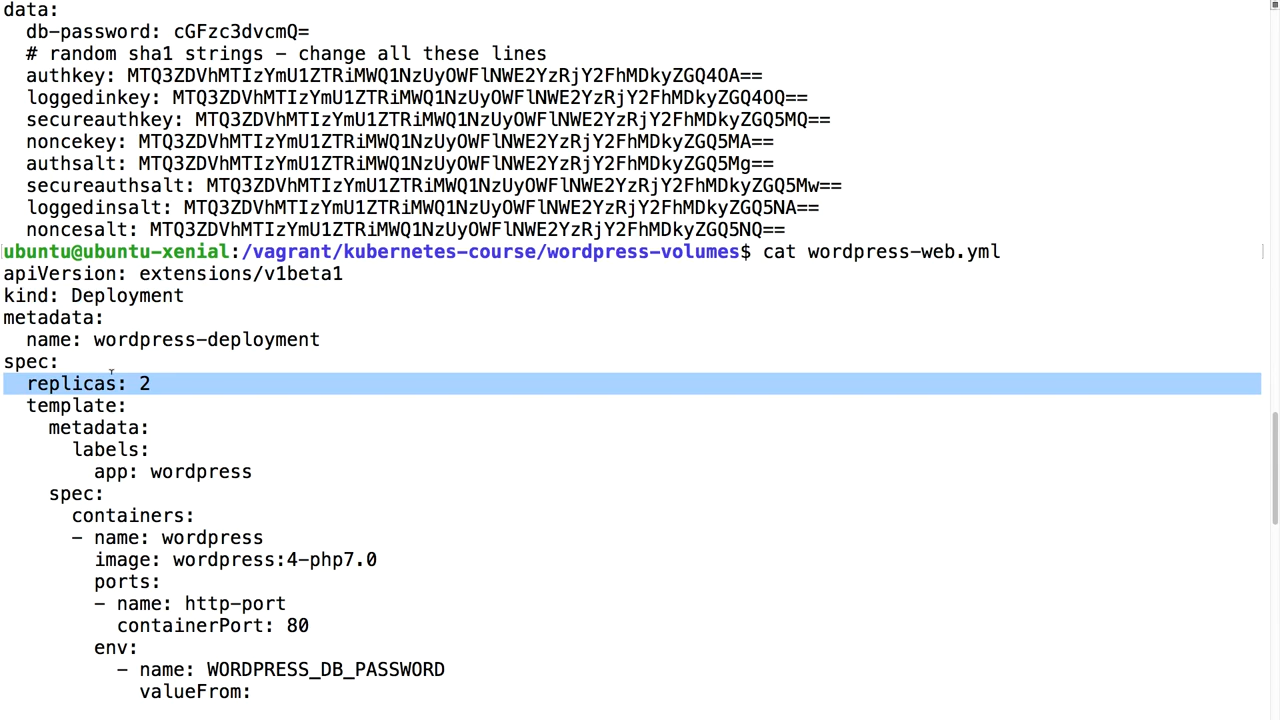 data:
db-password: cGFzc3dvcmQ=
# random sha1 strings - change all these lines
authkey: MTQ3ZDVhMTIzYmU1ZTRiMWQ1NzUyOWFlNWE2YzRjY2FhMDkyZGQ4OA==
loggedinkey: MTQ3ZDVhMTIzYmU1ZTRiMWQ1NzUyOWFlNWE2YzRjY2FhMDkyZGQ4OQ==
secureauthkey: MTQ3ZDVhMTIzYmU1ZTRiMWQ1NzUyOWFlNWE2YzRjY2FhMDkyZGQ5MQ==
noncekey: MTQ3ZDVhMTIzYmU1ZTRiMWQ1NzUyOWFlNWE2YzRjY2FhMDkyZGQ5MA==
authsalt: MTQ3ZDVhMTIzYmU1ZTRiMWQ1NzUyOWFlNWE2YzRjY2FhMDkyZGQ5Mg==
secureauthsalt: MTQ3ZDVhMTIzYmU1ZTRiMWQ1NzUyOWFlNWE2YzRjY2FhMDkyZGQ5Mw==
loggedinsalt: MTQ3ZDVhMTIzYmU1ZTRiMWQ1NzUyOWFlNWE2YzRjY2FhMDkyZGQ5NA==
noncesalt: MTQ3ZDVhMTIzYmU1ZTRiMWQ1NzUyOWFlNWE2YzRjY2FhMDkyZGQ5NQ==
ubuntu@ubuntu-xenial:/vagrant/kubernetes-course/wordpress-volumes$ cat wordpress-web.yml
apiVersion: extensions/v1beta1
kind: Deployment
metadata:
name: wordpress-deployment
spec:
replicas: 2
template:
metadata:
labels:
app: wordpress
spec:
containers:
- name: wordpress
image: wordpress:4-php7.0
ports:
- name: http-port
containerPort: 80
env:
- name: WORDPRESS_DB_PASSWORD
valueFrom: